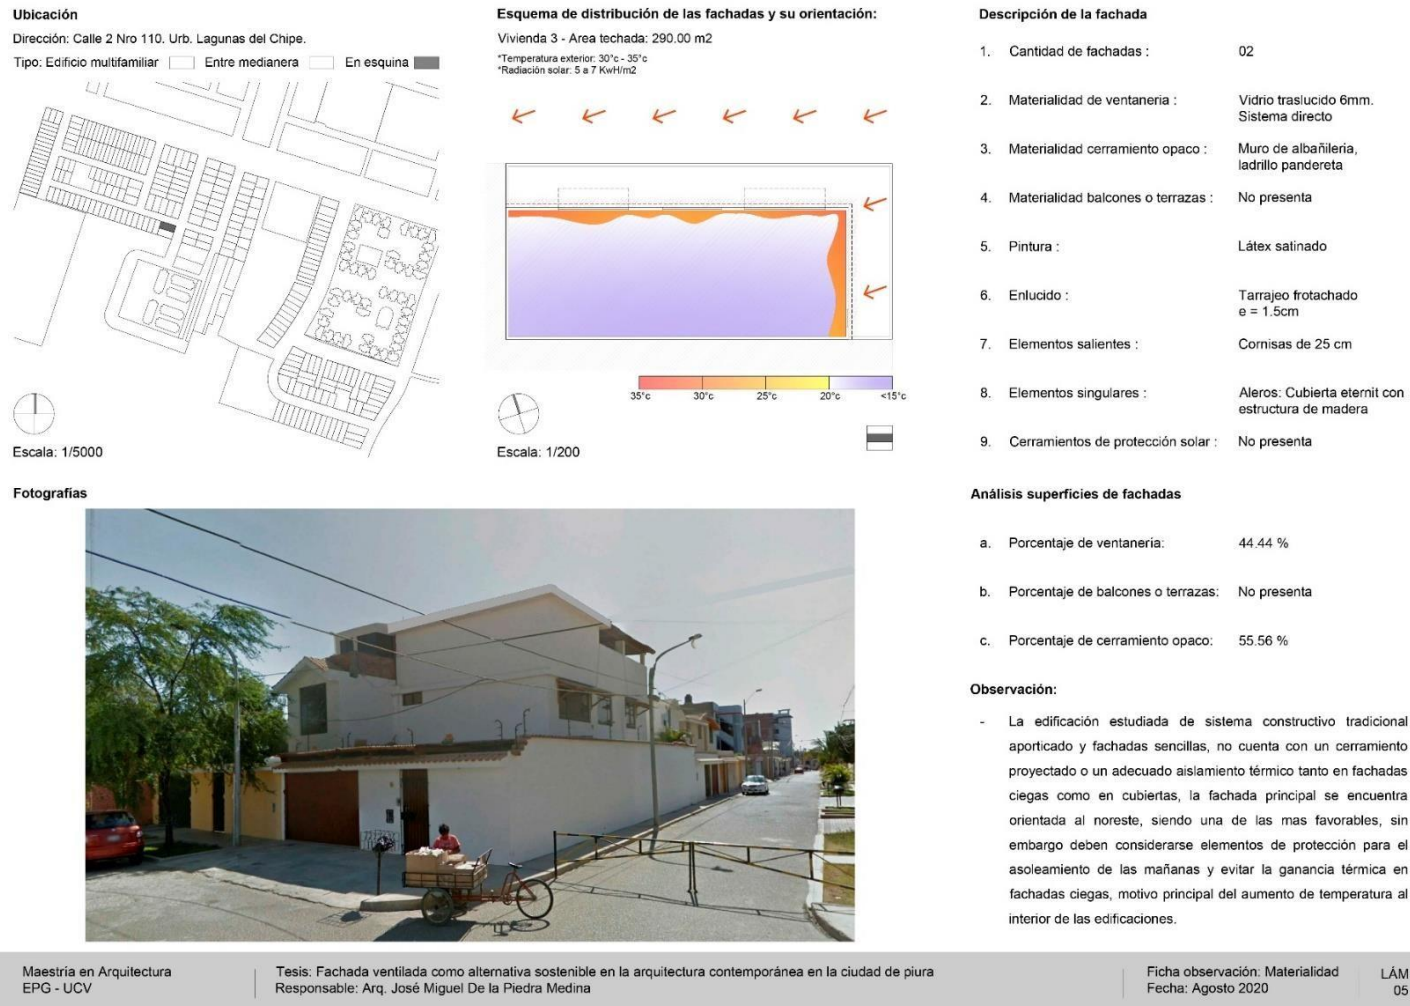 Ubicación
Dirección: Calle 2 Nro 110. Urb. Lagunas del Chipe.
Tipo: Edificio multifamiliar Entre medianera En esquina
Escala: 1/5000
Esquema de distribución de las fachadas y su orientación:
Vivienda 3 - Area techada: 290.00 m2
*Temperatura exterior: 30°c - 35°c
*Radiación solar: 5 a 7 KwH/m2
35°c 30°c 25°c 20°c <15°c
Escala: 1/200
Descripción de la fachada
1. Cantidad de fachadas : 02
2. Materialidad de ventaneria : Vidrio traslucido 6mm.
Sistema directo
3. Materialidad cerramiento opaco : Muro de albañileria,
ladrillo pandereta
4. Materialidad balcones o terrazas : No presenta
5. Pintura : Látex satinado
6. Enlucido : Tarrajeo frotachado
e = 1.5cm
7. Elementos salientes : Cornisas de 25 cm
8. Elementos singulares : Aleros: Cubierta eternit con
estructura de madera
9. Cerramientos de protección solar : No presenta
Fotografías
Análisis superficies de fachadas
a. Porcentaje de ventaneria: 44.44 %
b. Porcentaje de balcones o terrazas: No presenta
c. Porcentaje de cerramiento opaco: 55.56 %
Observación:
- La edificación estudiada de sistema constructivo tradicional
aporticado y fachadas sencillas, no cuenta con un cerramiento
proyectado o un adecuado aislamiento térmico tanto en fachadas
ciegas como en cubiertas, la fachada principal se encuentra
orientada al noreste, siendo una de las mas favorables, sin
embargo deben considerarse elementos de protección para el
asoleamiento de las mañanas y evitar la ganancia térmica en
fachadas ciegas, motivo principal del aumento de temperatura al
interior de las edificaciones.
Maestría en Arquitectura
EPG - UCV
Tesis: Fachada ventilada como alternativa sostenible en la arquitectura contemporánea en la ciudad de piura
Responsable: Arq. José Miguel De la Piedra Medina
Ficha observación: Materialidad
Fecha: Agosto 2020
LÁM
05